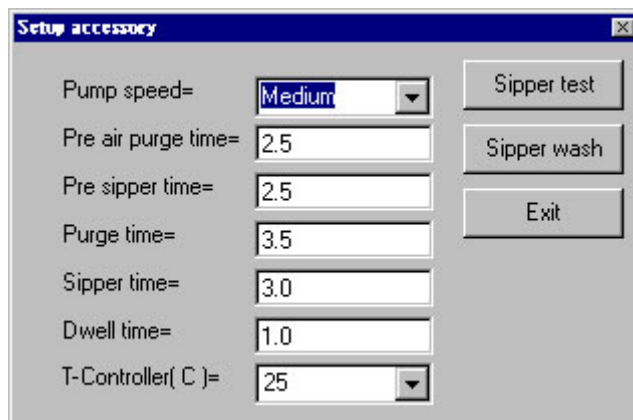 Setup accessory
Pump speed= Medium Sipper test
Pre air purge time= 2.5 Sipper wash
Pre sipper time= 2.5 Exit
Purge time= 3.5
Sipper time= 3.0
Dwell time= 1.0
T-Controller( C )= 25